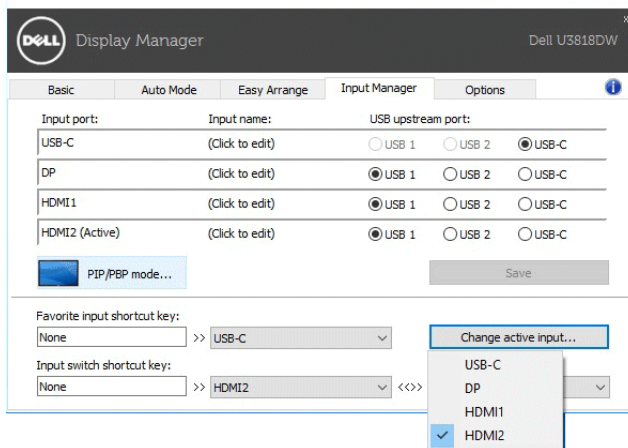 DELL Display Manager Dell U3818DW
Basic Auto Mode Easy Arrange Input Manager Options
Input port: Input name: USB upstream port:
USB-C (Click to edit) USB 1 USB 2 USB-C
DP (Click to edit) USB 1 USB 2 USB-C
HDMI1 (Click to edit) USB 1 USB 2 USB-C
HDMI2 (Active) (Click to edit) USB 1 USB 2 USB-C
PIP/PBP mode... Save
Favorite input shortcut key:
None >> USB-C Change active input...
Input switch shortcut key:
None >> HDMI2 <<>>
USB-C
DP
HDMI1
HDMI2